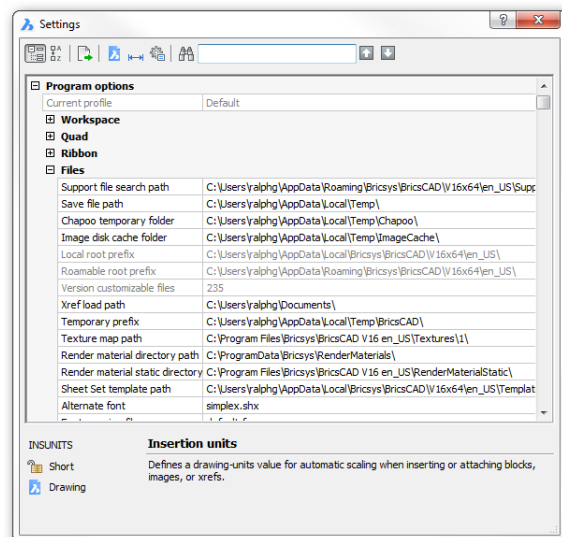 Settings
Program options
Current profile Default
Workspace
Quad
Ribbon
Files
Support file search path C:\Users\ralphg\AppData\Roaming\Bricsys\BricsCAD\V16x64\en_US\Supp
Save file path C:\Users\ralphg\AppData\Local\Temp\
Chapoo temporary folder C:\Users\ralphg\AppData\Local\Temp\Chapoo\
Image disk cache folder C:\Users\ralphg\AppData\Local\Temp\ImageCache\
Local root prefix C:\Users\ralphg\AppData\Local\Bricsys\BricsCAD\V16x64\en_US\
Roamable root prefix C:\Users\ralphg\AppData\Roaming\Bricsys\BricsCAD\V16x64\en_US\
Version customizable files 235
Xref load path C:\Users\ralphg\Documents\
Temporary prefix C:\Users\ralphg\AppData\Local\Temp\BricsCAD\
Texture map path C:\Program Files\Bricsys\BricsCAD V16 en_US\Textures\1\
Render material directory path C:\ProgramData\Bricsys\RenderMaterials\
Render material static directory C:\Program Files\Bricsys\BricsCAD V16 en_US\RenderMaterialStatic\
Sheet Set template path C:\Users\ralphg\AppData\Local\Bricsys\BricsCAD\V16x64\en_US\Templat
Alternate font simplex.shx
INSUNITS Insertion units
Short Defines a drawing-units value for automatic scaling when inserting or attaching blocks,
images, or xrefs.
Drawing